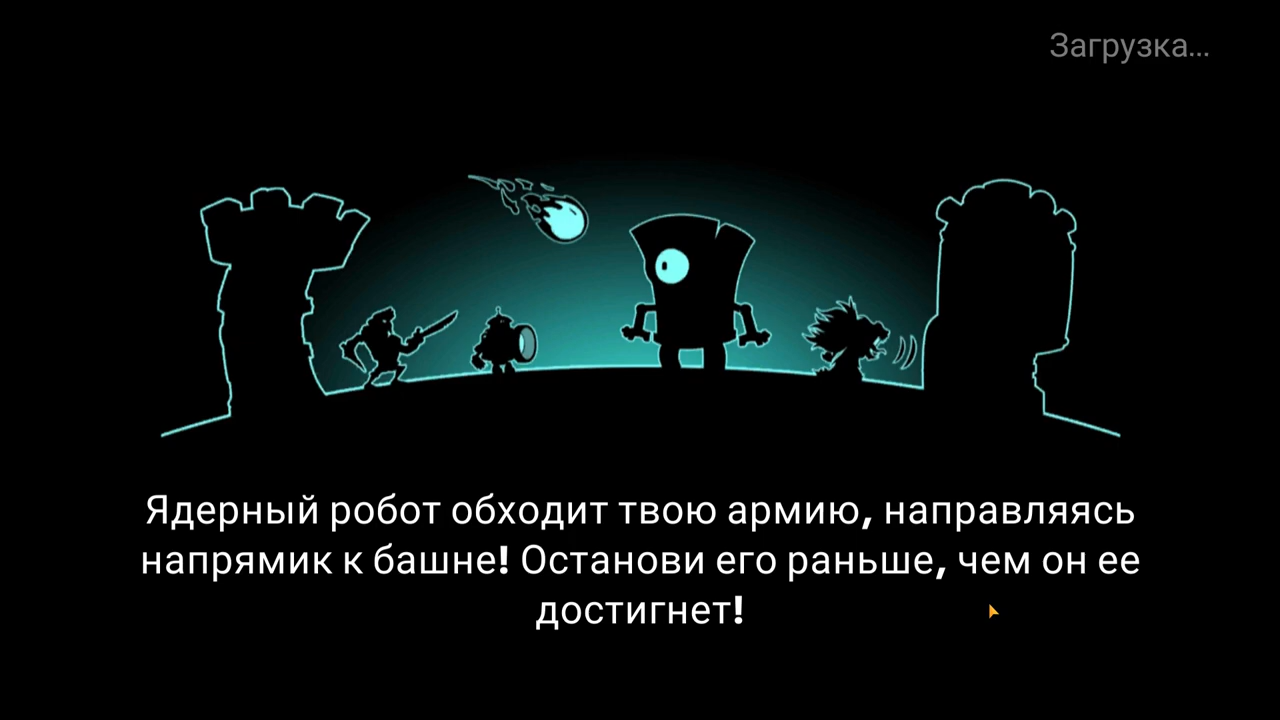 Загрузка...
Ядерный робот обходит твою армию, направляясь
напрямик к башне! Останови его раньше, чем он ее
достигнет!